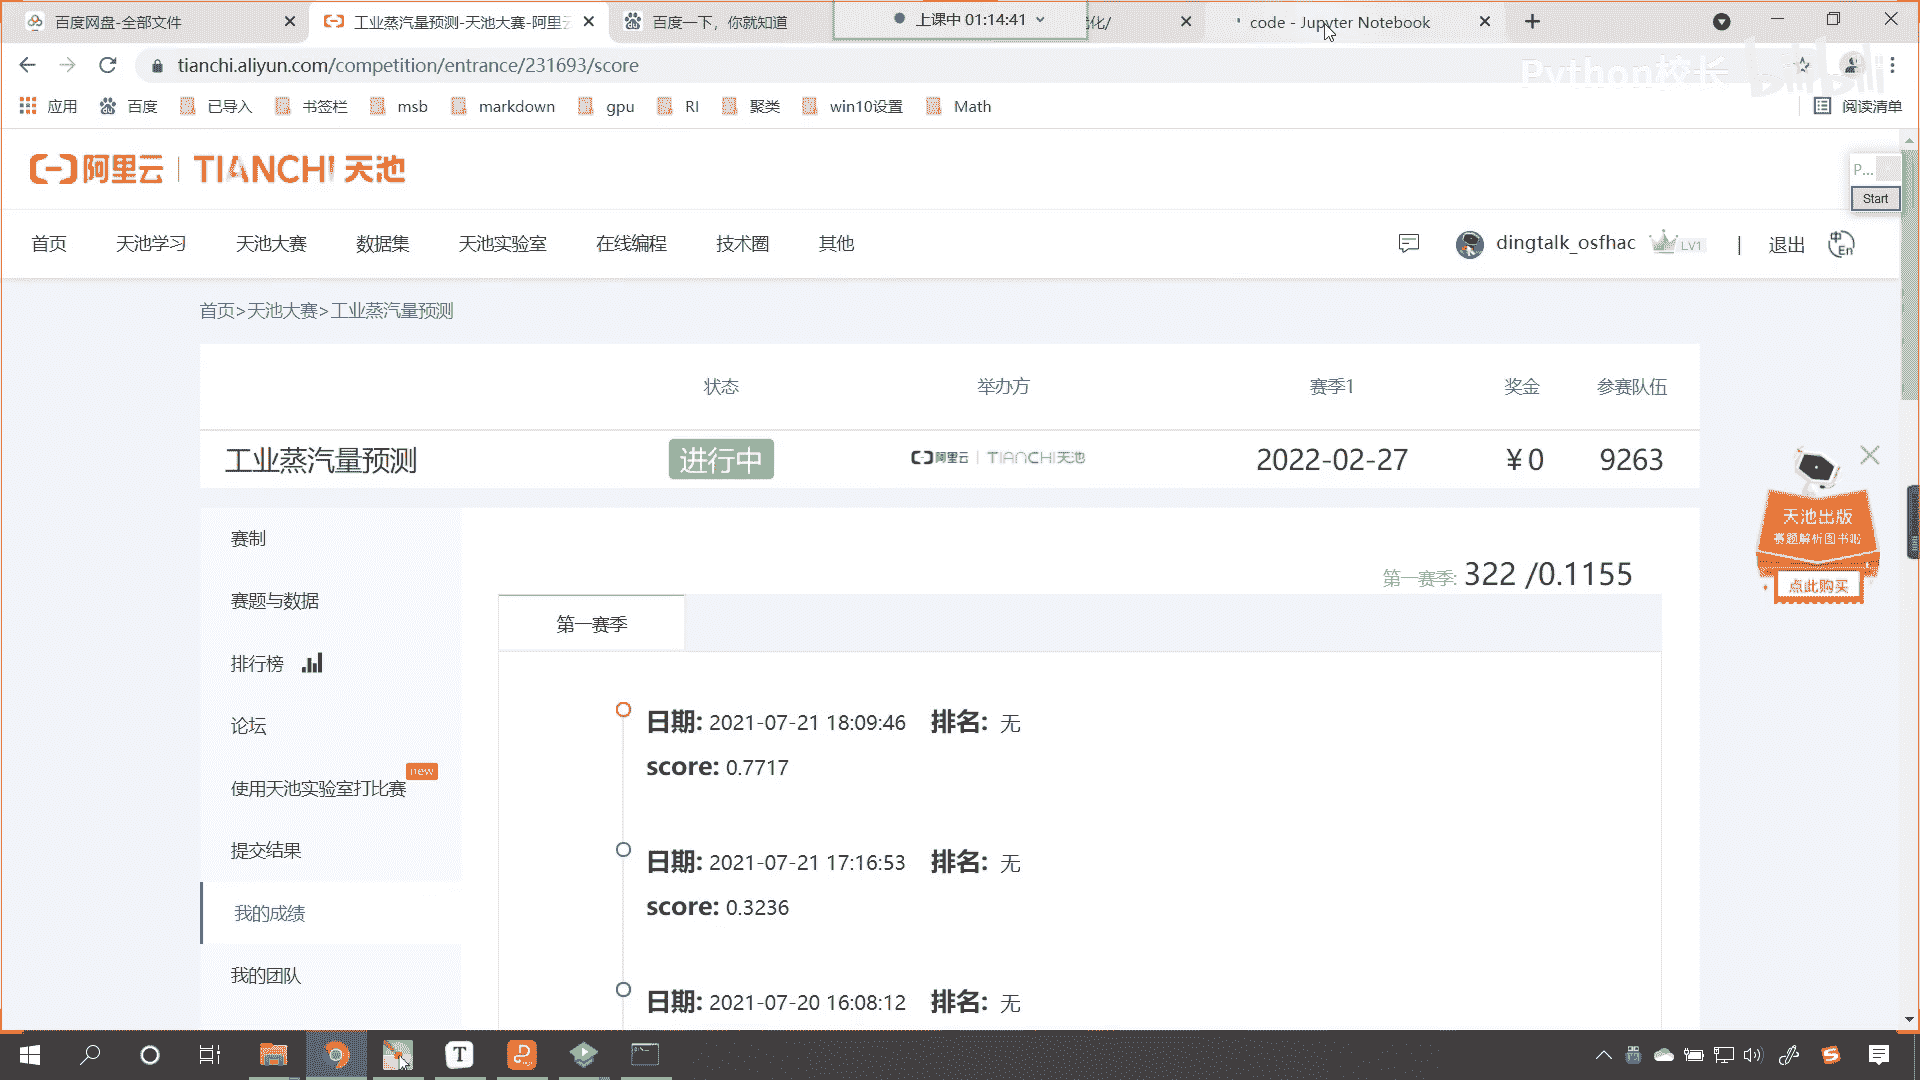 百度网盘-全部文件
工业蒸汽量预测-天池大赛-阿里云
百度一下，你就知道
上课中 01:14:41
优化/
code - Jupyter Notebook
tianchi.aliyun.com/competition/entrance/231693/score
Python校长
bilibili
应用 百度 已导入 书签栏 msb markdown gpu RI 聚类 win10设置 Math 阅读清单
阿里云 | TIANCHI 天池
P...
Start
首页 天池学习 天池大赛 数据集 天池实验室 在线编程 技术圈 其他 dingtalk_osfhac LV1 | 退出 中 En
首页>天池大赛>工业蒸汽量预测
状态 举办方 赛季1 奖金 参赛队伍
工业蒸汽量预测 进行中 阿里云 | TIANCHI天池 2022-02-27 ￥0 9263
天池出版
赛题解析图书啦
点此购买
赛制
赛题与数据
排行榜
论坛
new
使用天池实验室打比赛
提交结果
我的成绩
我的团队
第一赛季: 322 /0.1155
第一赛季
日期: 2021-07-21 18:09:46 排名: 无
score: 0.7717
日期: 2021-07-21 17:16:53 排名: 无
score: 0.3236
日期: 2021-07-20 16:08:12 排名: 无